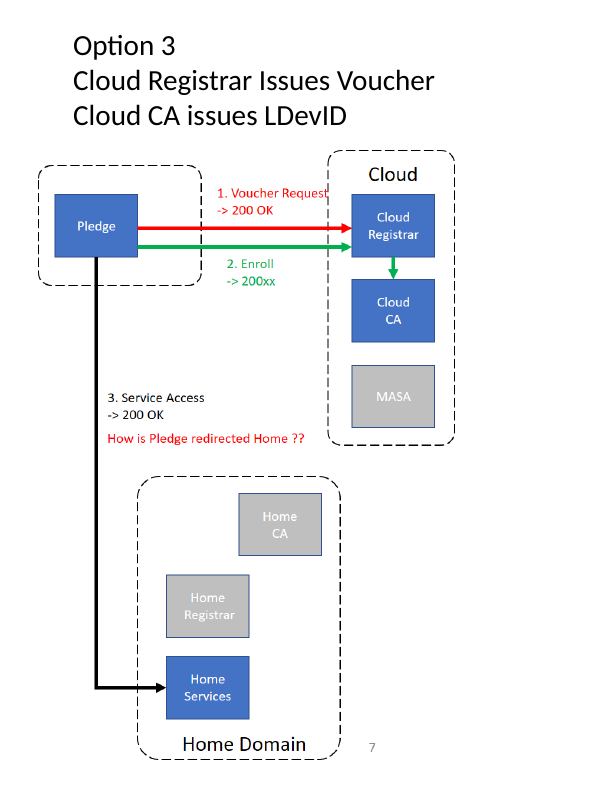 Option 3
Cloud Registrar Issues Voucher
Cloud CA issues LDevID
Cloud
1. Voucher Request
-> 200 OK
Pledge
Cloud
Registrar
2. Enroll
-> 200xx
Cloud
CA
MASA
3. Service Access
-> 200 OK
How is Pledge redirected Home ??
Home
CA
Home
Registrar
Home
Services
Home Domain
7